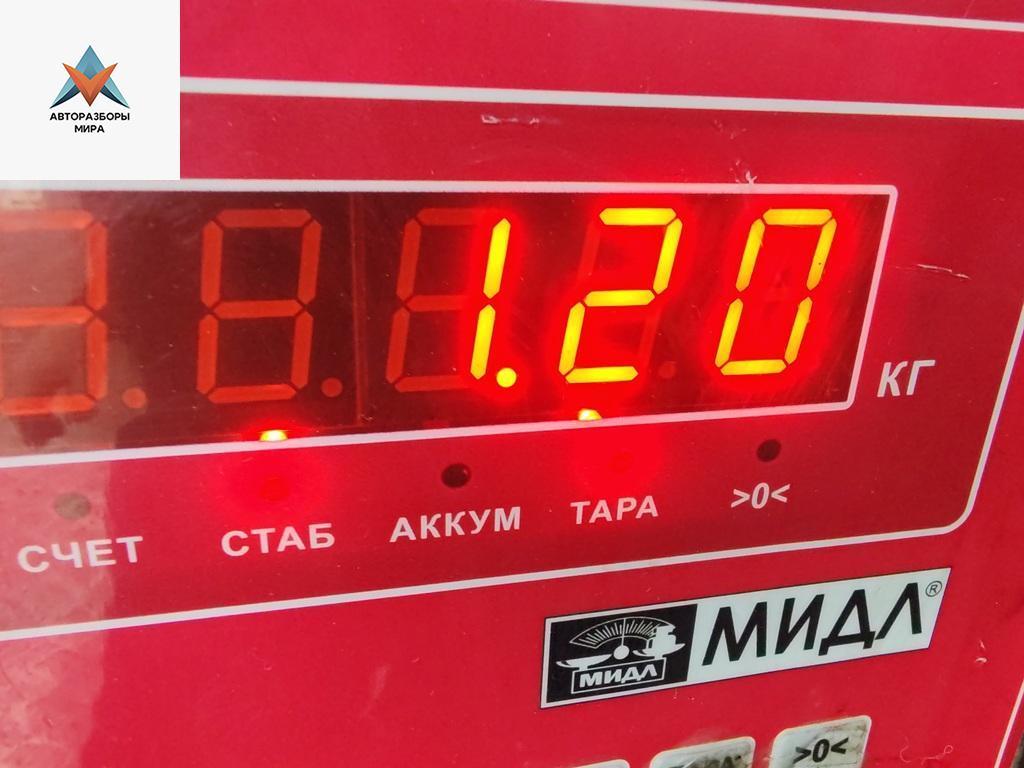 АВТОРАЗБОРЫ
МИРА
1.20
КГ
СЧЕТ СТАБ АККУМ ТАРА >0<
МИДЛ МИДЛ®
>0<